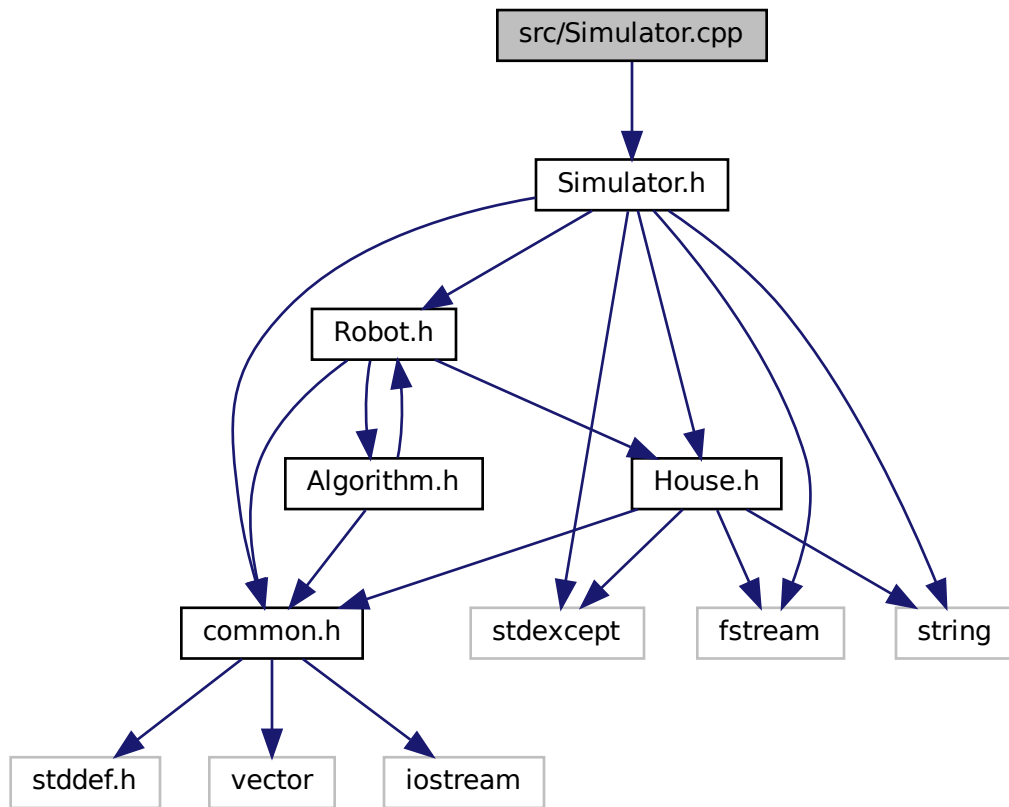 src/Simulator.cpp
Simulator.h
Robot.h
Algorithm.h
House.h
common.h
stdexcept
fstream
string
stddef.h
vector
iostream